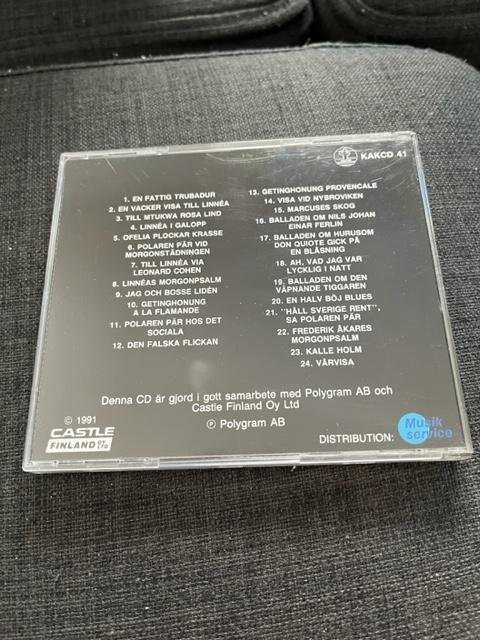 KAKCD 41
1. EN FATTIG TRUBADUR
2. EN VACKER VISA TILL LINNÉA
3. TILL MTUKWA ROSA LIND
4. LINNÉA I GALOPP
5. OFELIA PLOCKAR KRASSE
6. POLAREN PÄR VID
MORGONSTÄDNINGEN
7. TILL LINNÉA VIA
LEONARD COHEN
8. LINNÉAS MORGONPSALM
9. JAG OCH BOSSE LIDÉN
10. GETINGHONUNG
A LA FLAMANDE
11. POLAREN PÄR HOS DET
SOCIALA
12. DEN FALSKA FLICKAN
13. GETINGHONUNG PROVENCALE
14. VISA VID NYBROVIKEN
15. MARCUSES SKOG
16. BALLADEN OM NILS JOHAN
EINAR FERLIN
17. BALLADEN OM HURUSOM
DON QUIOTE GICK PÅ
EN BLÅSNING
18. AH, VAD JAG VAR
LYCKLIG I NATT
19. BALLADEN OM DEN
VÄPNANDE TIGGAREN
20. EN HALV BÖJ BLUES
21. "HÅLL SVERIGE RENT",
SA POLAREN PÄR
22. FREDERIK ÅKARES
MORGONPSALM
23. KALLE HOLM
24. VÅRVISA
Denna CD är gjord i gott samarbete med Polygram AB och
Castle Finland Oy Ltd
© 1991
CASTLE
FINLAND OY LTD
Ⓟ Polygram AB
DISTRIBUTION:
Musik
service